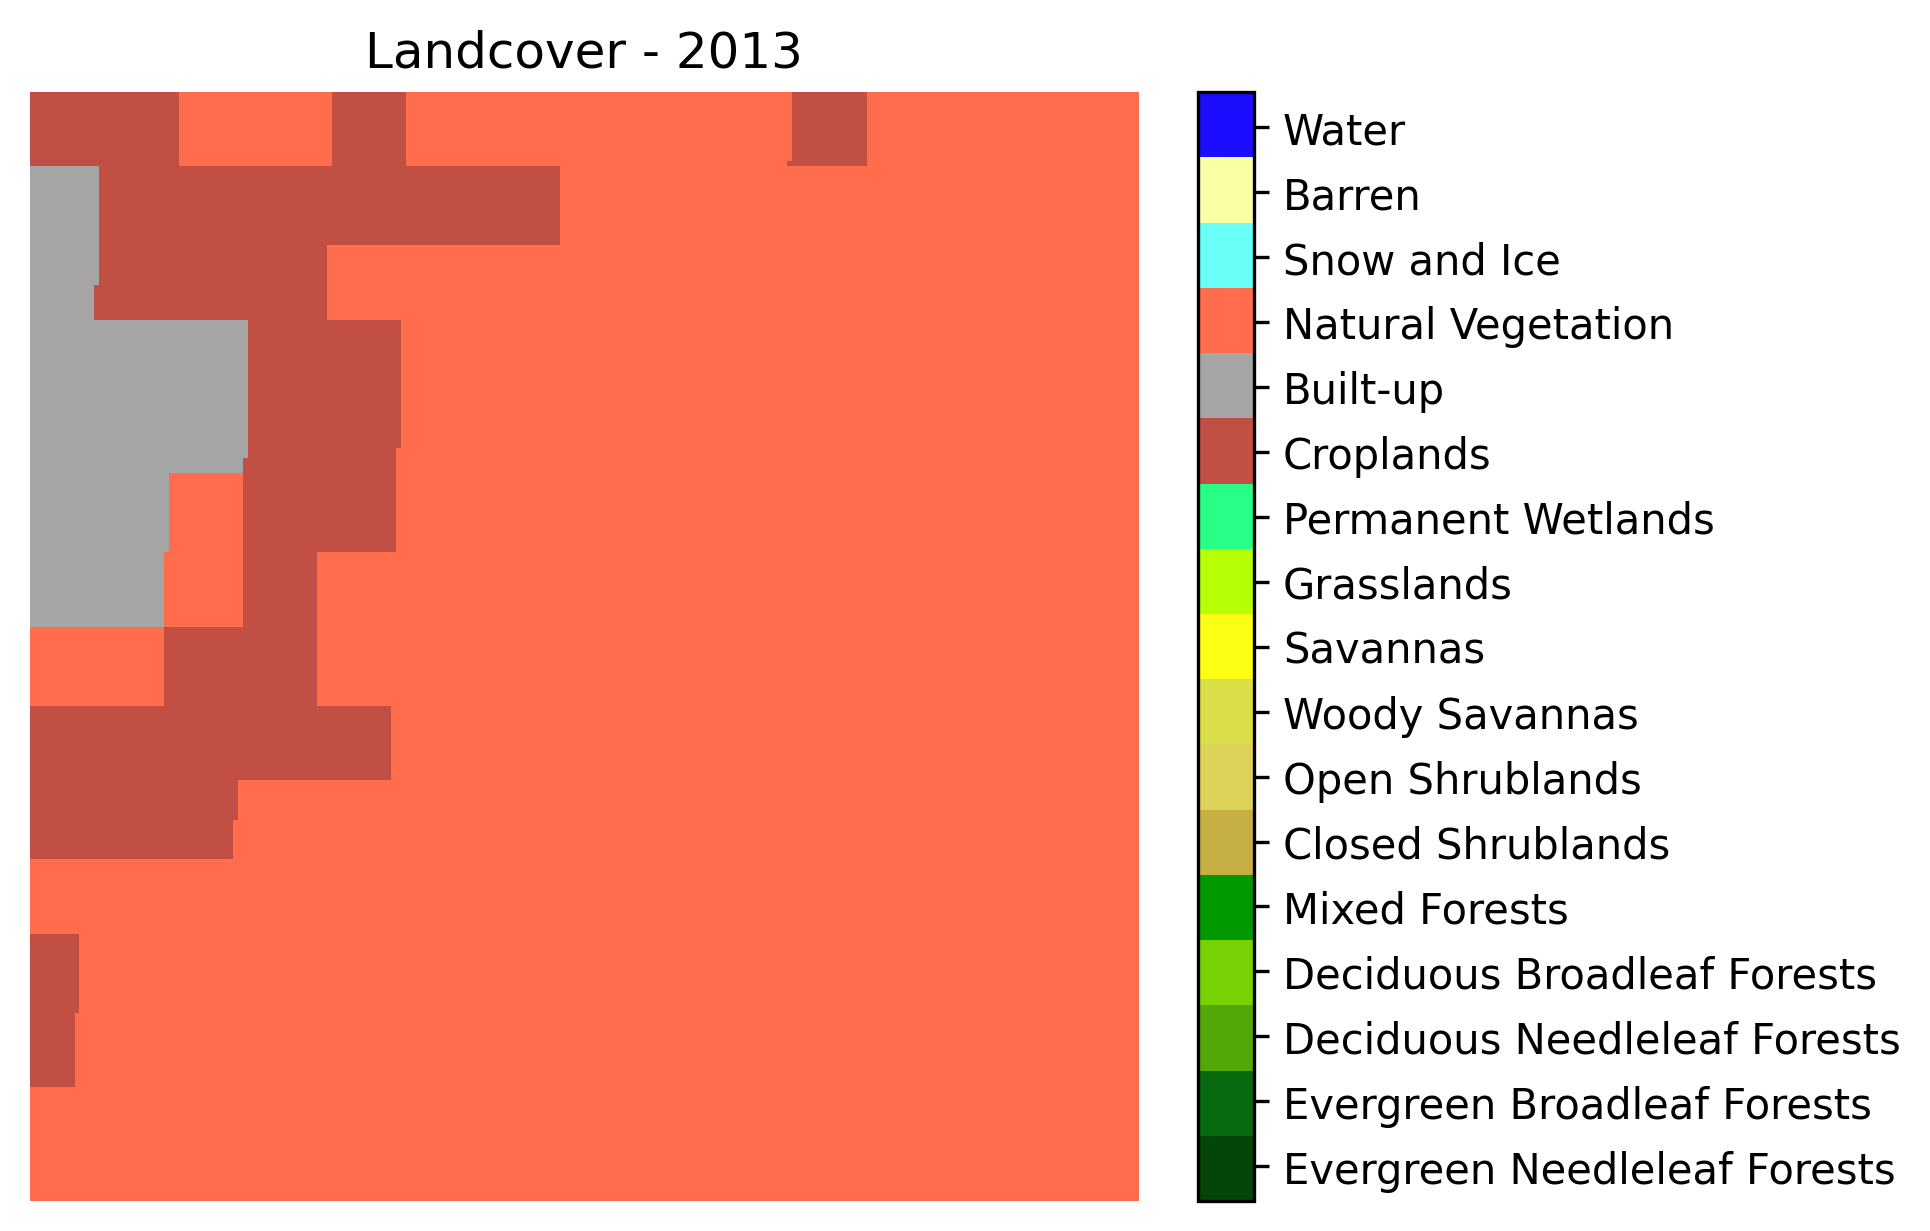 Landcover - 2013
Water
Barren
Snow and Ice
Natural Vegetation
Built-up
Croplands
Permanent Wetlands
Grasslands
Savannas
Woody Savannas
Open Shrublands
Closed Shrublands
Mixed Forests
Deciduous Broadleaf Forests
Deciduous Needleleaf Forests
Evergreen Broadleaf Forests
Evergreen Needleleaf Forests